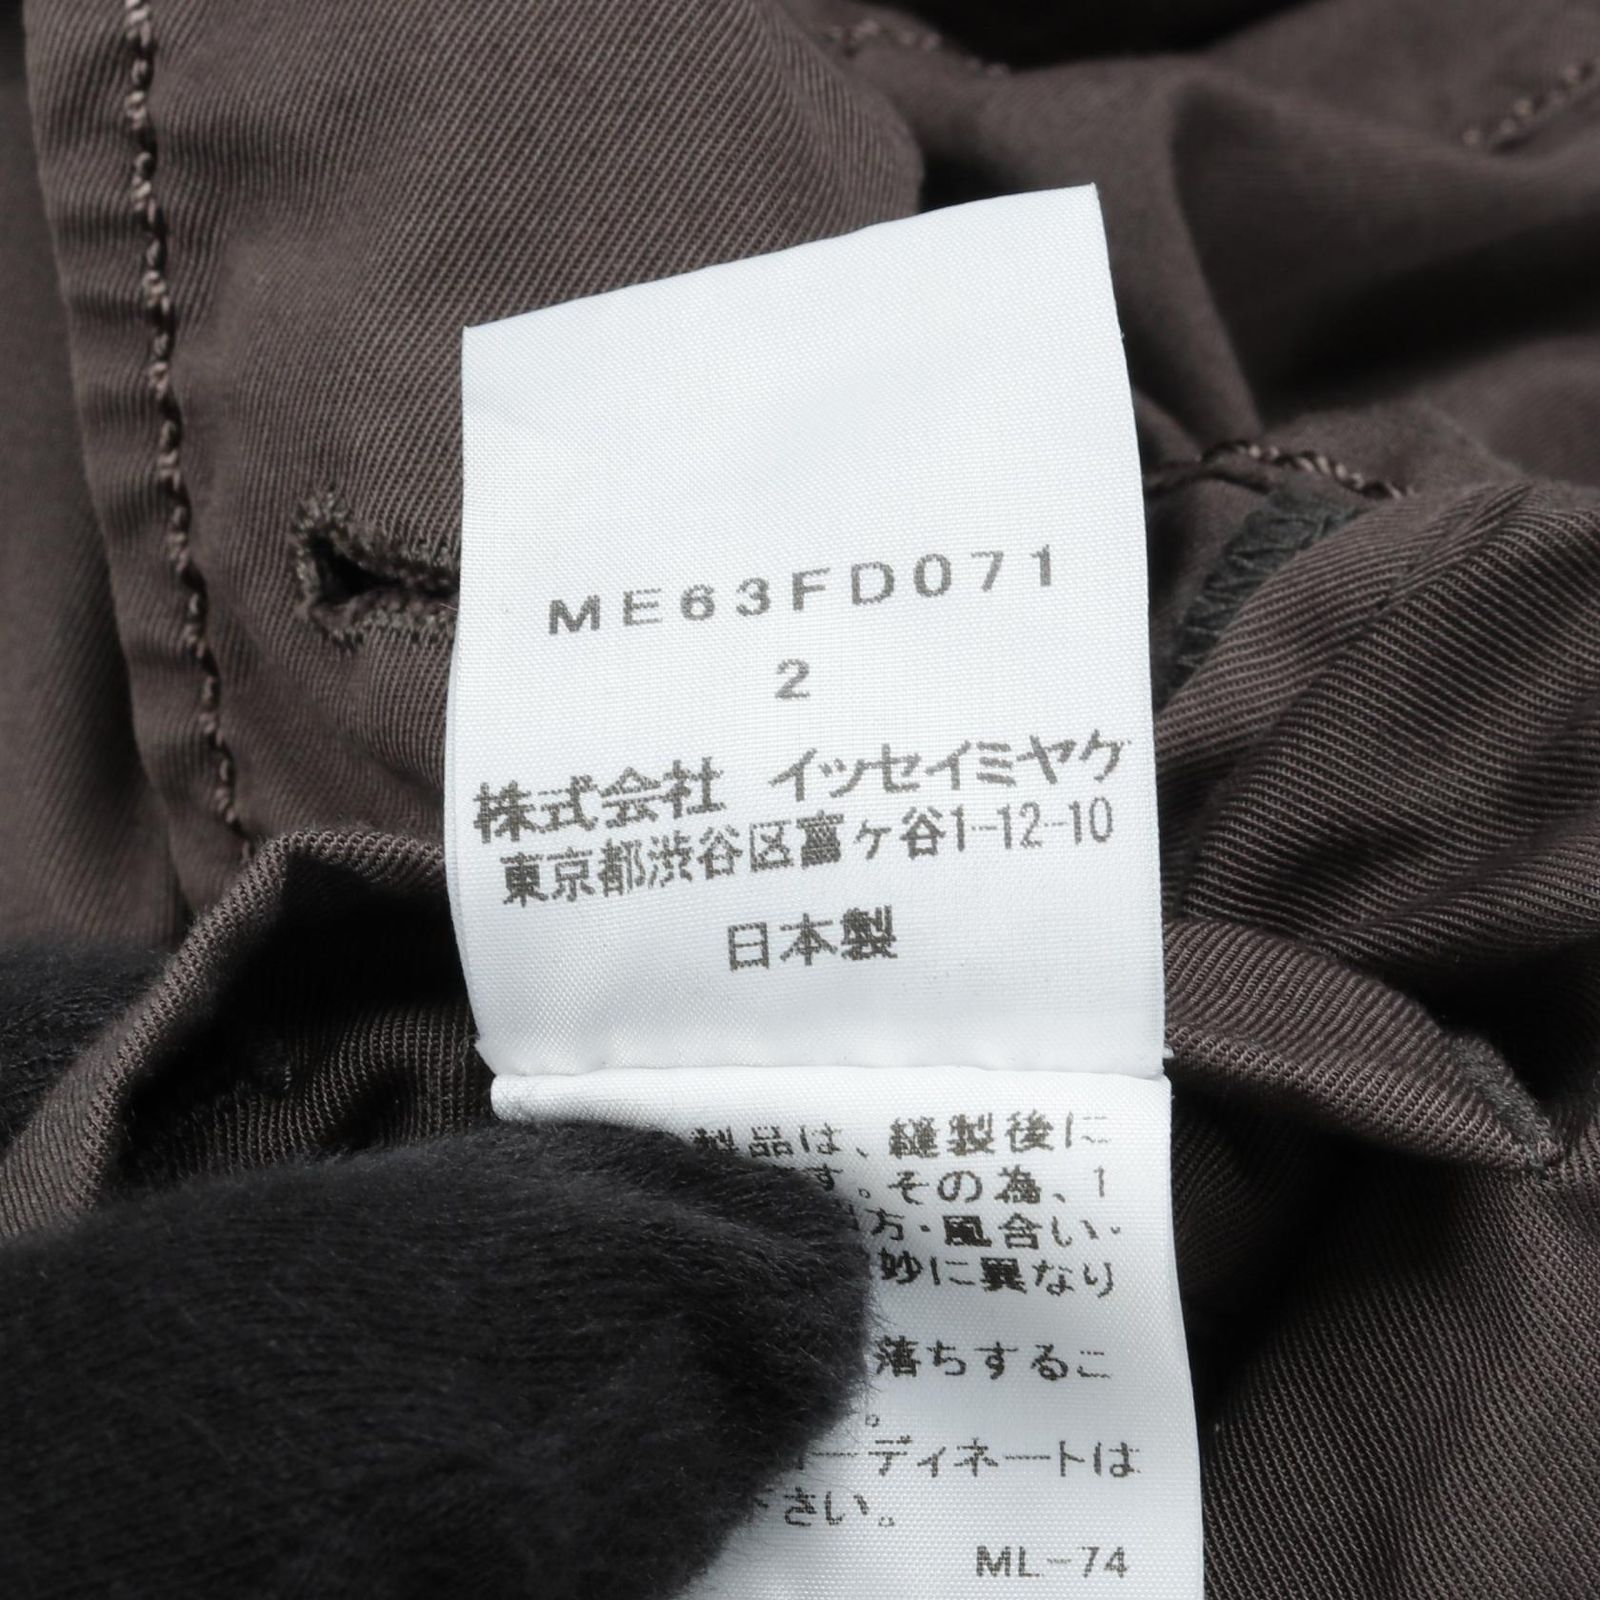 ME63FD071
2
株式会社 イッセイミヤケ
東京都渋谷区富ヶ谷1-12-10
日本製
製品は、縫製後に
す。その為、1
方・風合い・
妙に異なり
落ちするこ
。
ーディネートは
さい。
ML-74